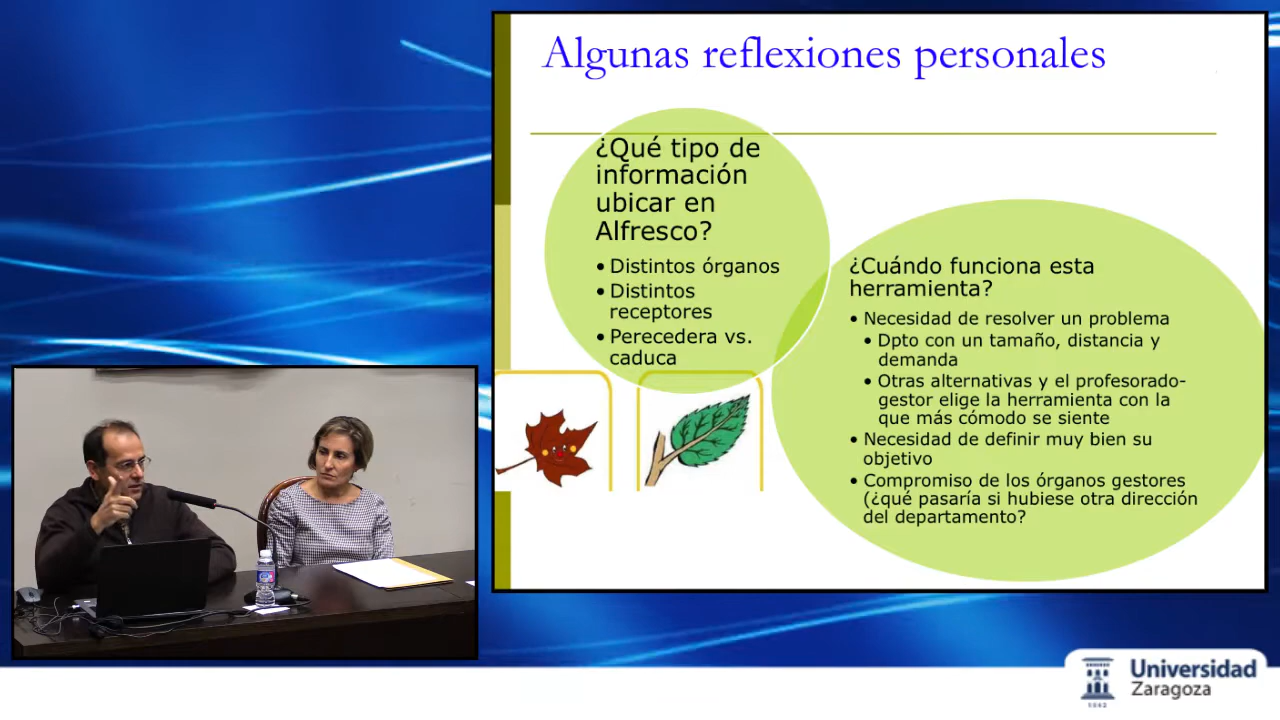 Algunas reflexiones personales
¿Qué tipo de
información
ubicar en
Alfresco?
• Distintos órganos
• Distintos
receptores
• Perecedera vs.
caduca
¿Cuándo funciona esta
herramienta?
• Necesidad de resolver un problema
• Dpto con un tamaño, distancia y
demanda
• Otras alternativas y el profesorado-
gestor elige la herramienta con la
que más cómodo se siente
• Necesidad de definir muy bien su
objetivo
• Compromiso de los órganos gestores
(¿qué pasaría si hubiese otra dirección
del departamento?
Universidad
Zaragoza
1542